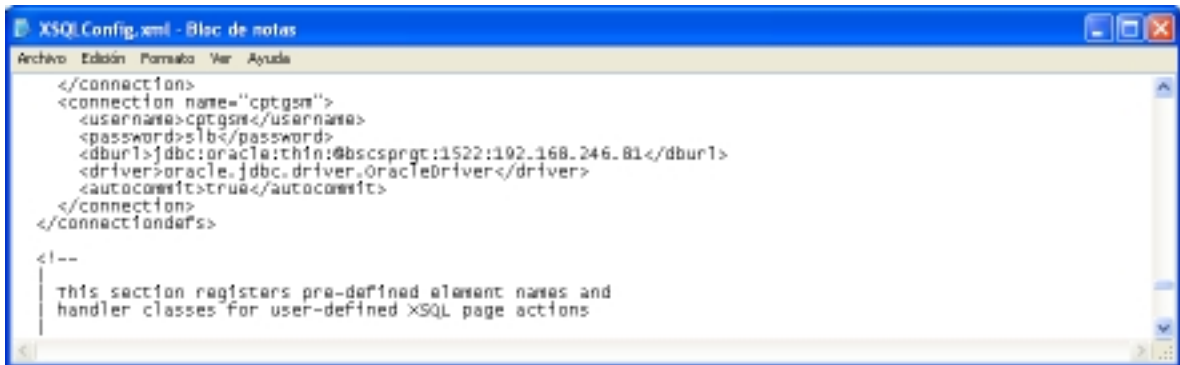 XSQLConfig.xml - Bloc de notas
Archivo Edición Formato Ver Ayuda
</connection>
<connection name="cptgsm">
<username>cptgsm</username>
<password>slb</password>
<dburl>jdbc:oracle:thin:@bscsprgt:1522:192.168.246.81</dburl>
<driver>oracle.jdbc.driver.OracleDriver</driver>
<autocommit>true</autocommit>
</connection>
</connectiondefs>
<!--
|
| This section registers pre-defined element names and
| handler classes for user-defined XSQL page actions
|